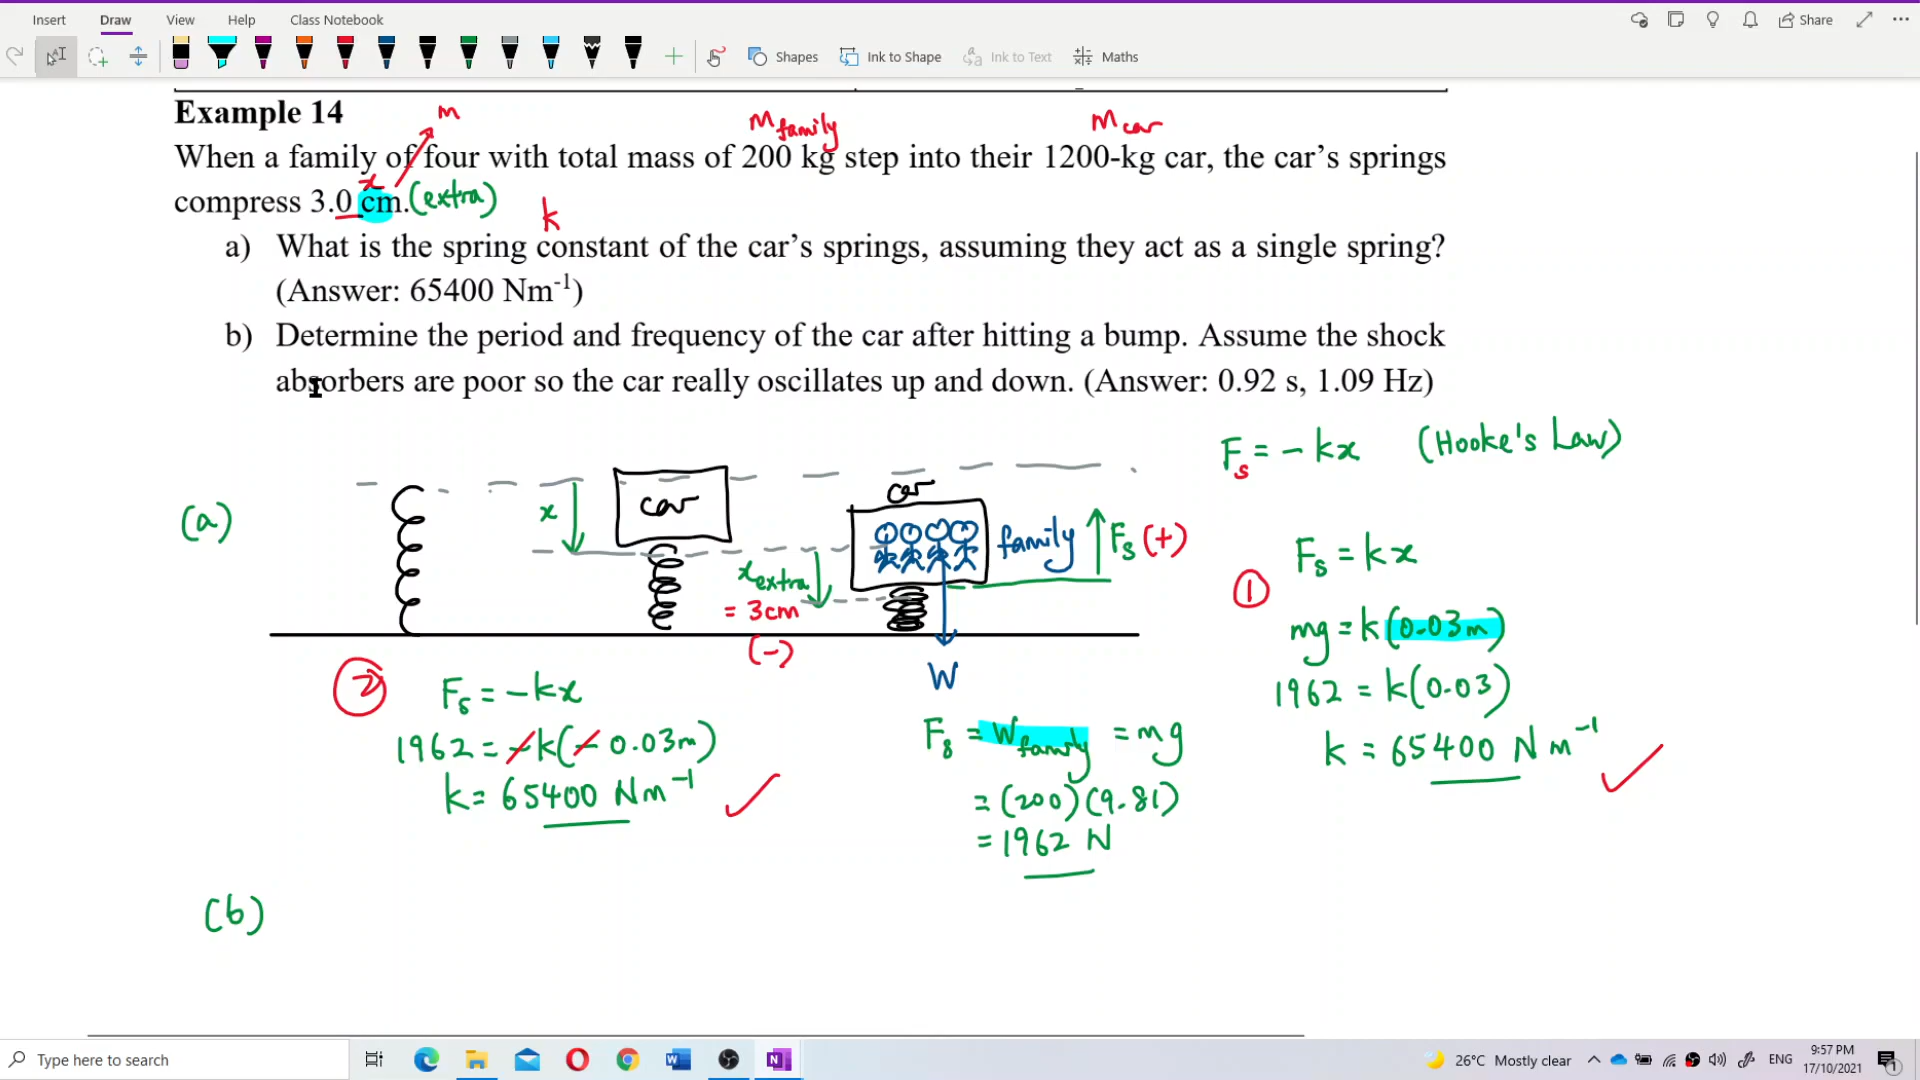 Insert Draw View Help Class Notebook Share
Shapes Ink to Shape Ink to Text Maths
Example 14
m
M family
M car
When a family of four with total mass of 200 kg step into their 1200-kg car, the car's springs
x
compress 3.0 cm. (extra)
k
a) What is the spring constant of the car's springs, assuming they act as a single spring?
(Answer: 65400 Nm-1)
b) Determine the period and frequency of the car after hitting a bump. Assume the shock
absorbers are poor so the car really oscillates up and down. (Answer: 0.92 s, 1.09 Hz)
Fs = -kx (Hooke's Law)
(a)
x
car
car
family
Fs (+)
xextra
= 3cm
(-)
W
Fs = kx
①
mg = k(0.03m)
1962 = k(0.03)
k = 65400 Nm-1
②
Fs = -kx
1962 = -k(-0.03m)
k = 65400 Nm-1
Fs = Wfamily = mg
= (200)(9.81)
= 1962 N
(b)
Type here to search
26°C Mostly clear
ENG
9:57 PM
17/10/2021
1